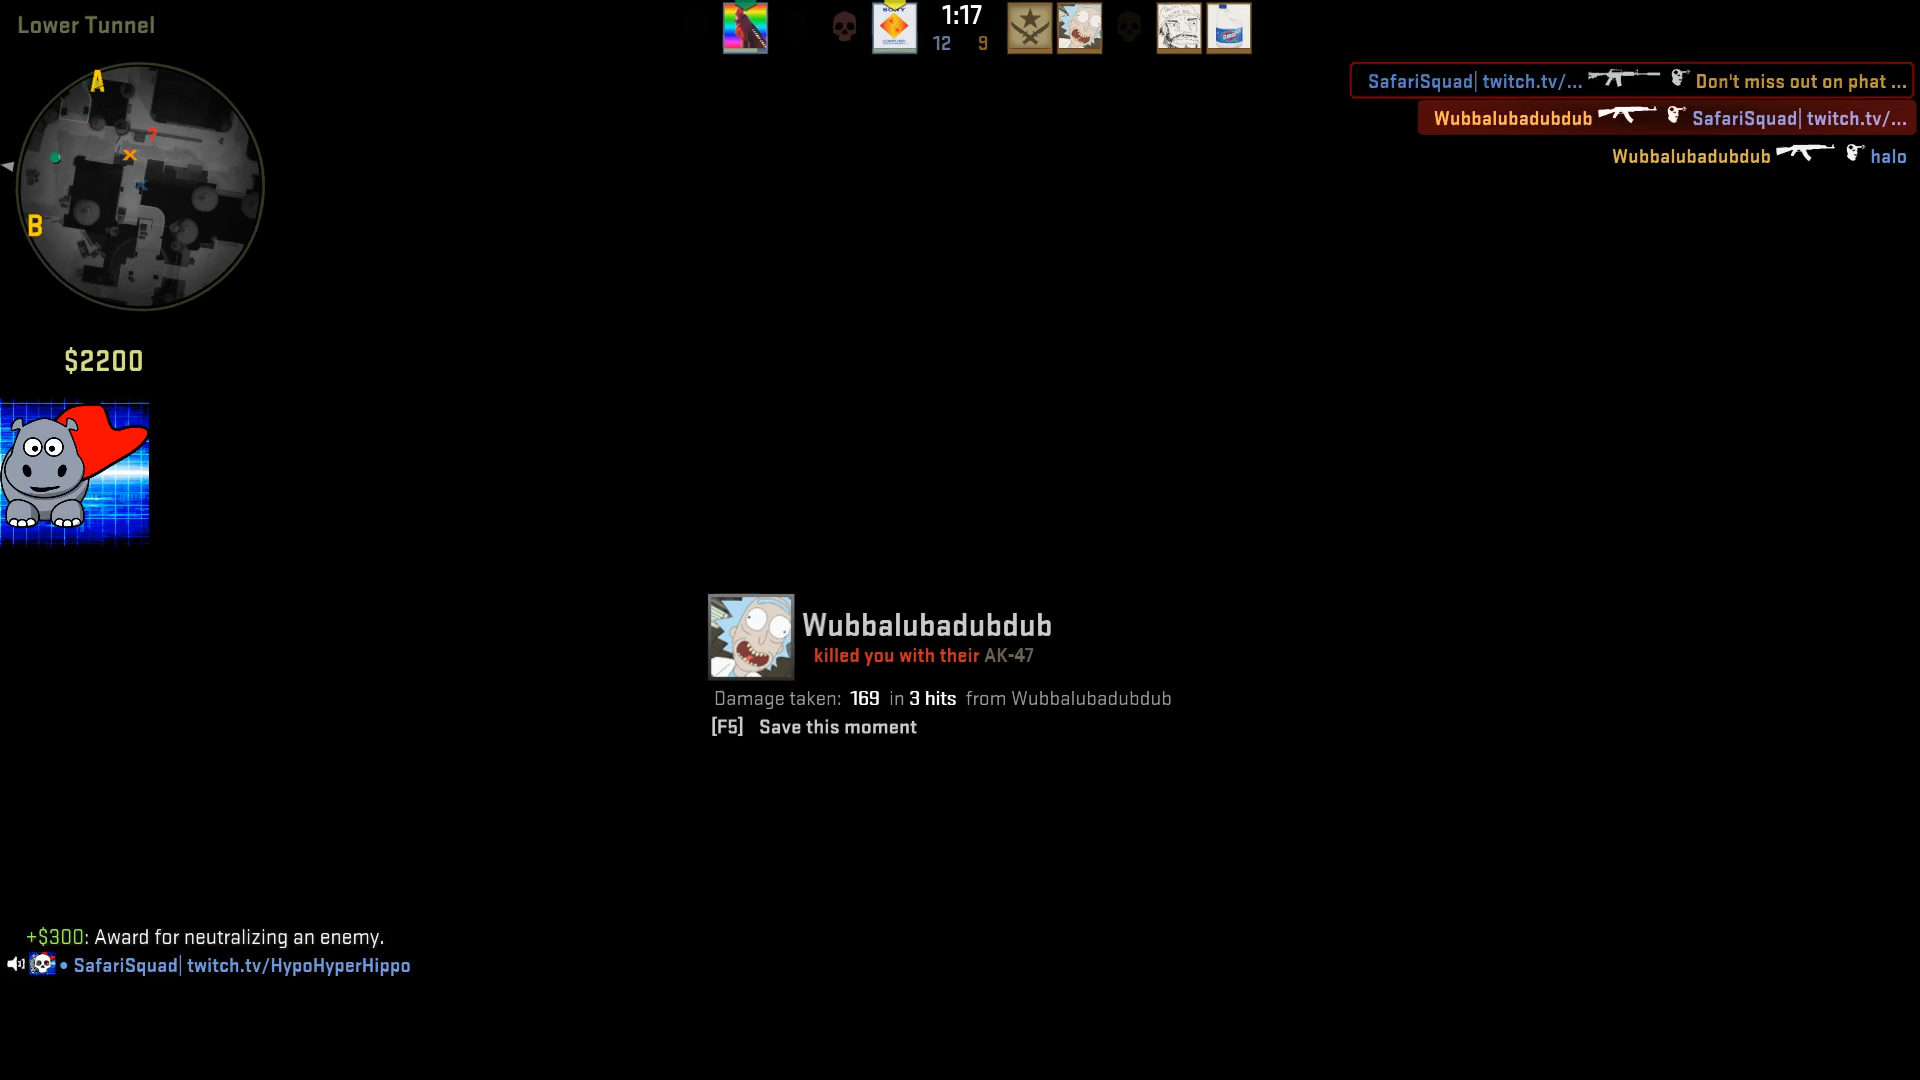 Lower Tunnel
1:17
12 9
SONY
A
B
SafariSquad| twitch.tv/... Don't miss out on phat ...
Wubbalubadubdub SafariSquad| twitch.tv/...
Wubbalubadubdub halo
?
$2200
Wubbalubadubdub
killed you with their AK-47
Damage taken: 169 in 3 hits from Wubbalubadubdub
[F5] Save this moment
+$300: Award for neutralizing an enemy.
• SafariSquad| twitch.tv/HypoHyperHippo